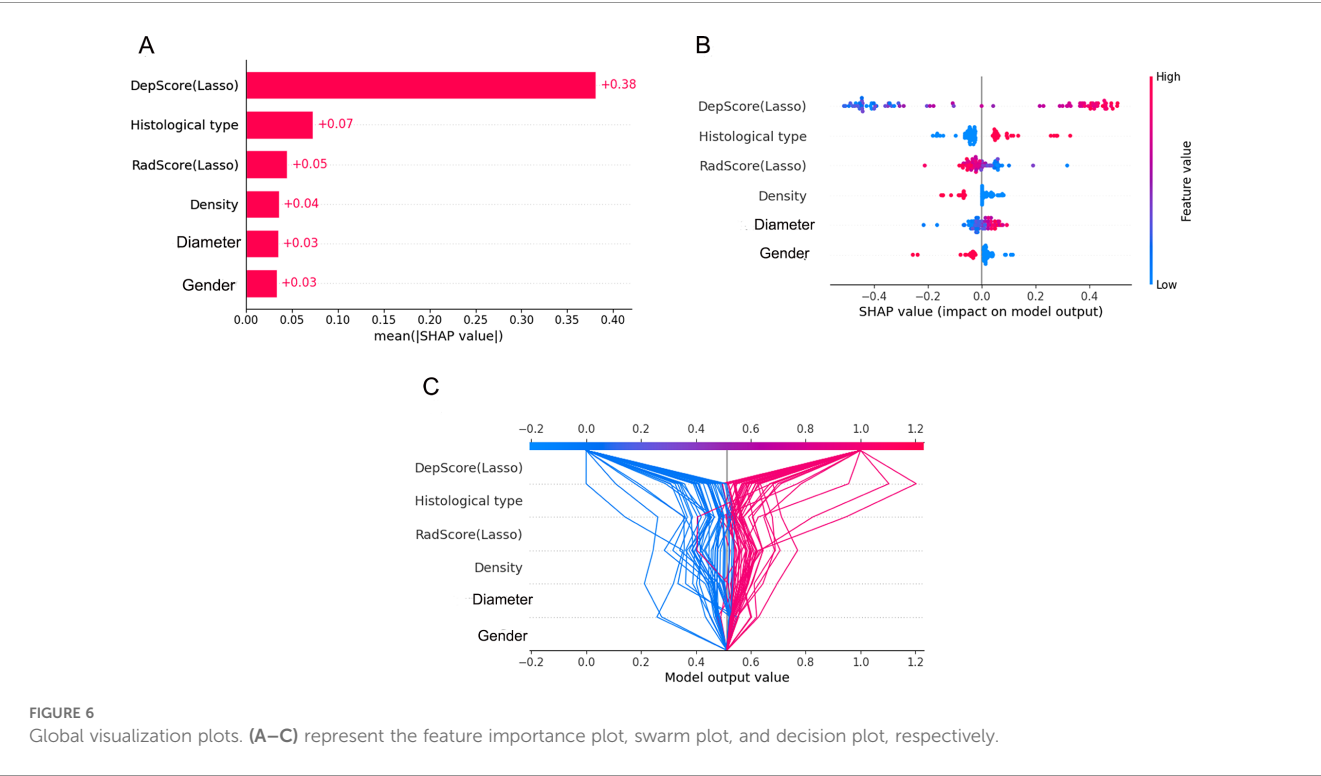 A
DepScore(Lasso) +0.38
Histological type +0.07
RadScore(Lasso) +0.05
Density +0.04
Diameter +0.03
Gender +0.03
0.00 0.05 0.10 0.15 0.20 0.25 0.30 0.35 0.40
mean(|SHAP value|)
B
High
DepScore(Lasso)
Histological type
RadScore(Lasso)
Density
Diameter
Gender
Feature value
Low
−0.4 −0.2 0.0 0.2 0.4
SHAP value (impact on model output)
C
−0.2 0.0 0.2 0.4 0.6 0.8 1.0 1.2
DepScore(Lasso)
Histological type
RadScore(Lasso)
Density
Diameter
Gender
−0.2 0.0 0.2 0.4 0.6 0.8 1.0 1.2
Model output value
FIGURE 6
Global visualization plots. (A–C) represent the feature importance plot, swarm plot, and decision plot, respectively.